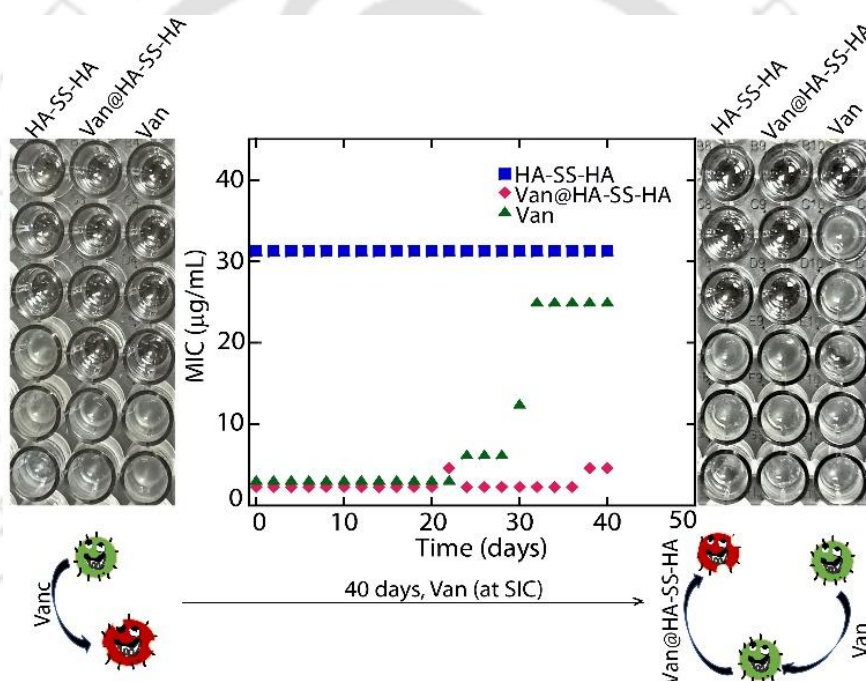 HA-SS-HA
Van@HA-SS-HA
Van
HA-SS-HA
Van@HA-SS-HA
Van
HA-SS-HA
Van@HA-SS-HA
Van
MIC (µg/mL)
40
30
20
10
0
0
10
20
30
40
50
Time (days)
Vanc
40 days, Van (at SIC)
Van@HA-SS-HA
Van